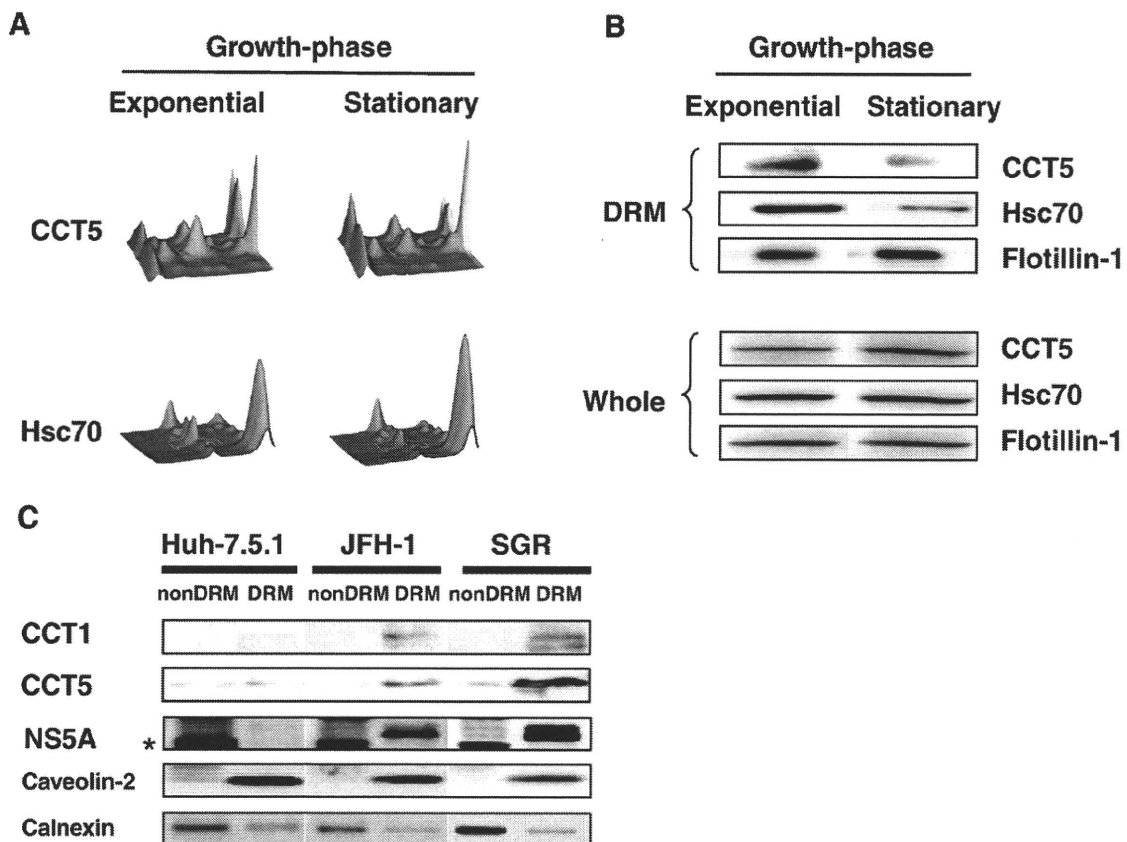 A
Growth-phase
Exponential Stationary
CCT5
Hsc70
B
Growth-phase
Exponential Stationary
DRM
CCT5
Hsc70
Flotillin-1
Whole
CCT5
Hsc70
Flotillin-1
C
Huh-7.5.1 JFH-1 SGR
nonDRM DRM nonDRM DRM nonDRM DRM
CCT1
CCT5
NS5A *
Caveolin-2
Calnexin